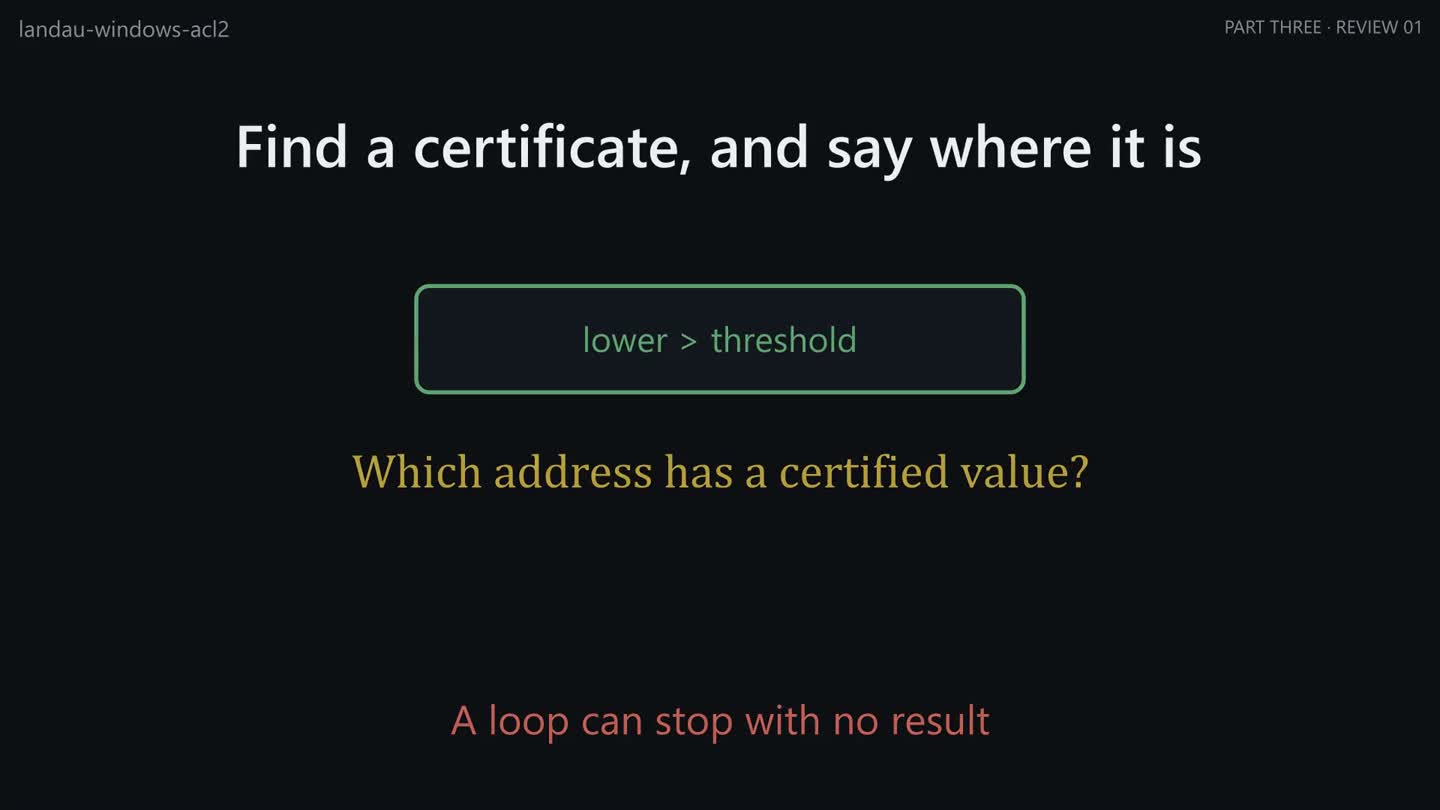 landau-windows-acl2
PART THREE · REVIEW 01
Find a certificate, and say where it is
lower > threshold
Which address has a certified value?
A loop can stop with no result